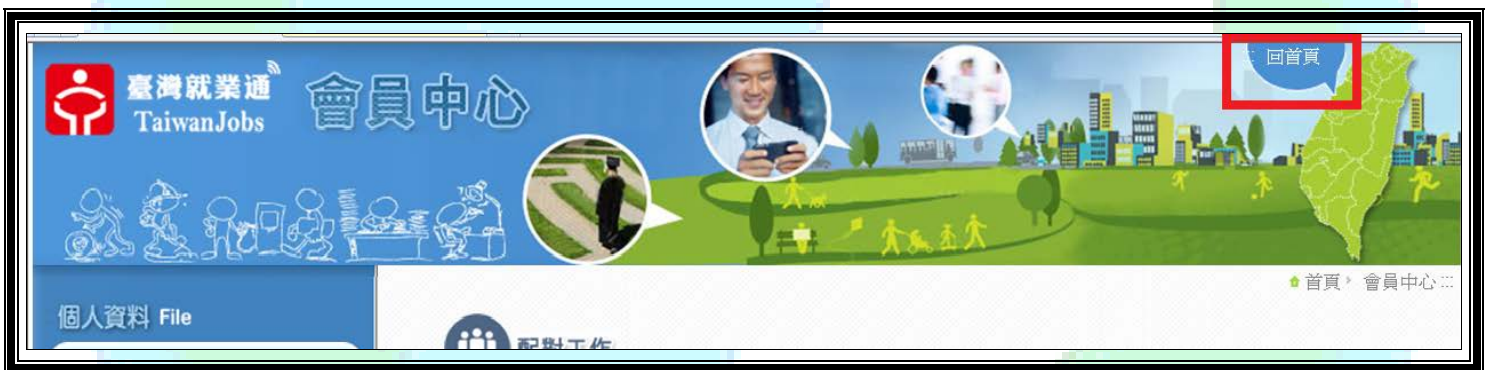 ::: 回首頁
臺灣就業通
TaiwanJobs
會員中心
首頁 會員中心 :::
個人資料 File
配對工作